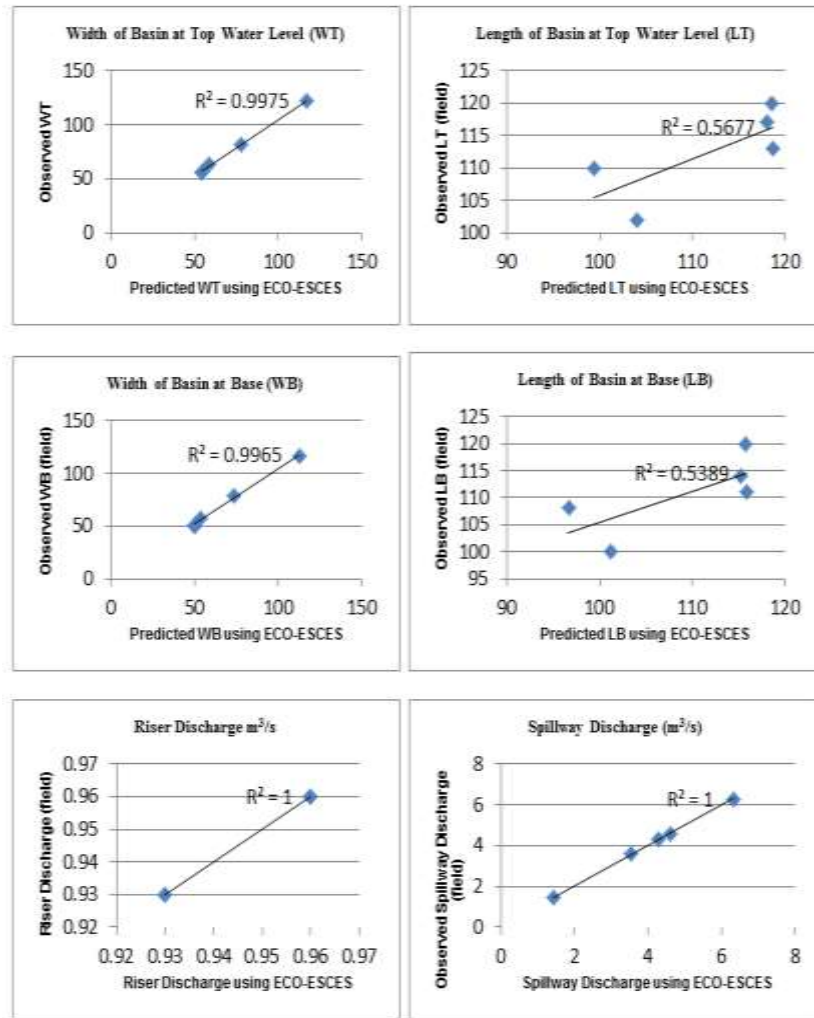 Width of Basin at Top Water Level (WT)
Observed WT
150
100
50
0
R² = 0.9975
0 50 100 150
Predicted WT using ECO-ESCES
Length of Basin at Top Water Level (LT)
Observed LT (field)
125
120
115
110
105
100
R² = 0.5677
90 100 110 120
Predicted LT using ECO-ESCES
Width of Basin at Base (WB)
Observed WB (field)
150
100
50
0
R² = 0.9965
0 50 100 150
Predicted WB using ECO-ESCES
Length of Basin at Base (LB)
Observed LB (field)
125
120
115
110
105
100
95
R² = 0.5389
90 100 110 120
Predicted LB using ECO-ESCES
Riser Discharge m³/s
Riser Discharge (field)
0.97
0.96
0.95
0.94
0.93
0.92
R² = 1
0.92 0.93 0.94 0.95 0.96 0.97
Riser Discharge using ECO-ESCES
Spillway Discharge (m³/s)
Observed Spillway Discharge
(field)
8
6
4
2
0
R² = 1
0 2 4 6 8
Spillway Discharge using ECO-ESCES